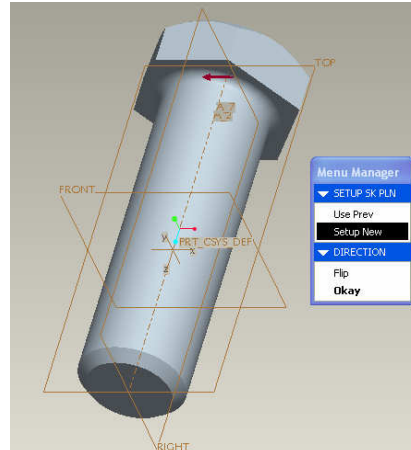 TOP
FRONT
Menu Manager
SETUP SK PLN
Use Prev
Setup New
Y
PRT_CSYS_DEF
X
Z
DIRECTION
Flip
Okay
RIGHT